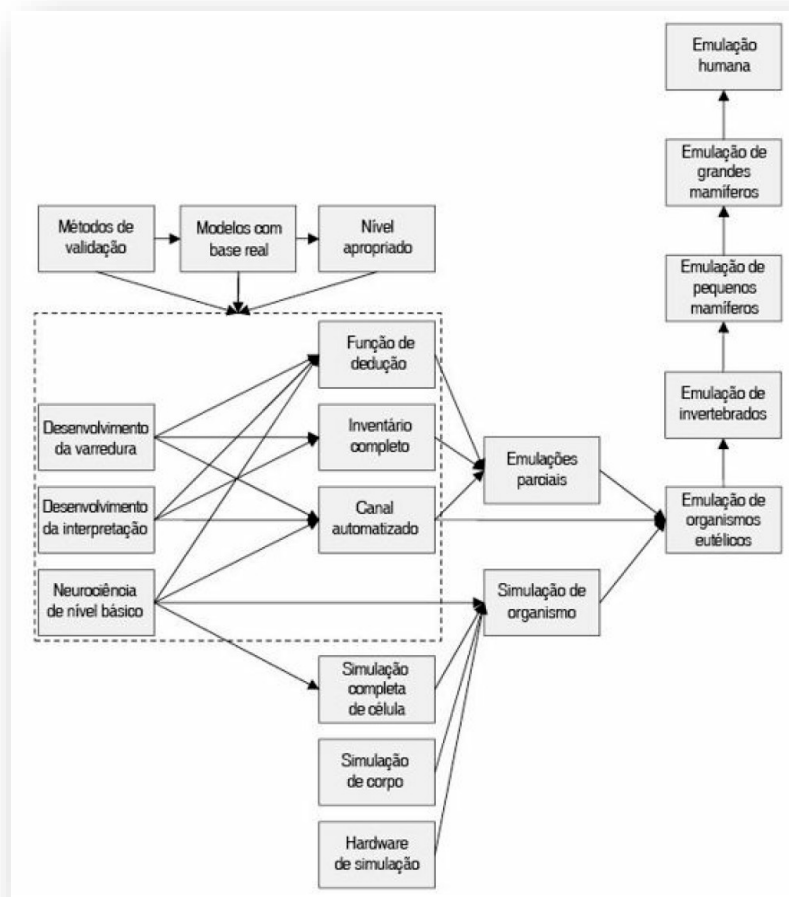 Emulação
humana
Emulação de
grandes
mamíferos
Métodos de
validação
Modelos com
base real
Nível
apropriado
Emulação de
pequenos
mamíferos
Função de
dedução
Emulação de
invertebrados
Desenvolvimento
da varredura
Inventário
completo
Emulações
parciais
Desenvolvimento
da interpretação
Canal
automatizado
Emulação de
organismos
eutélicos
Neurociência
de nível básico
Simulação de
organismo
Simulação
completa
de célula
Simulação
de corpo
Hardware
de simulação